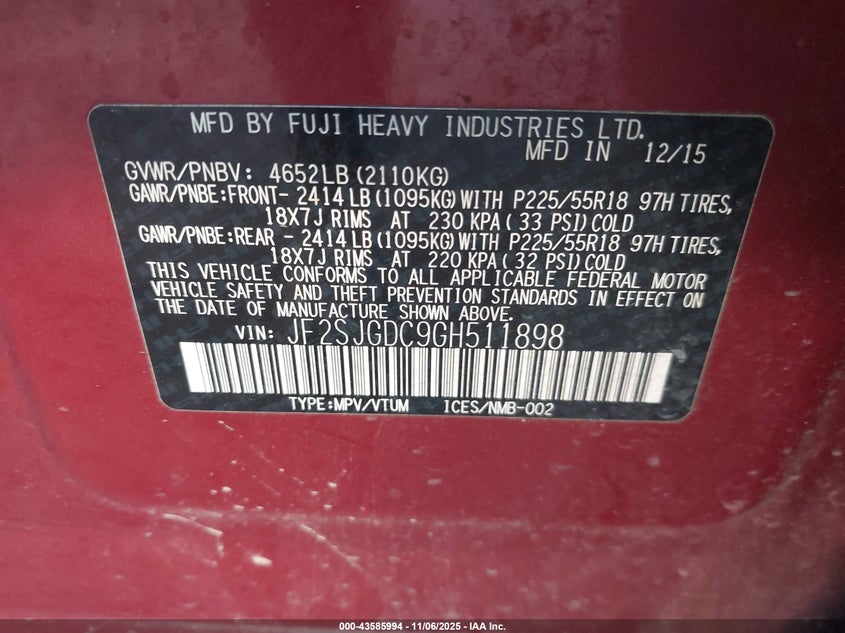 MFD BY FUJI HEAVY INDUSTRIES LTD.
MFD IN 12/15
GVWR/PNBV: 4652LB (2110KG)
GAWR/PNBE:FRONT- 2414LB (1095KG) WITH P225/55R18 97H TIRES,
18X7J RIMS AT 230 KPA ( 33 PSI) COLD
GAWR/PNBE:REAR - 2414LB (1095KG) WITH P225/55R18 97H TIRES,
18X7J RIMS AT 220 KPA ( 32 PSI) COLD
THIS VEHICLE CONFORMS TO ALL APPLICABLE FEDERAL MOTOR
VEHICLE SAFETY AND THEFT PREVENTION STANDARDS IN EFFECT ON
THE DATE OF MANUFACTURE SHOWN ABOVE.
VIN: JF2SJGDC9GH511898
TYPE:MPV/VTUM ICES/NMB-002
000-43585994 - 11/06/2025 - IAA Inc.